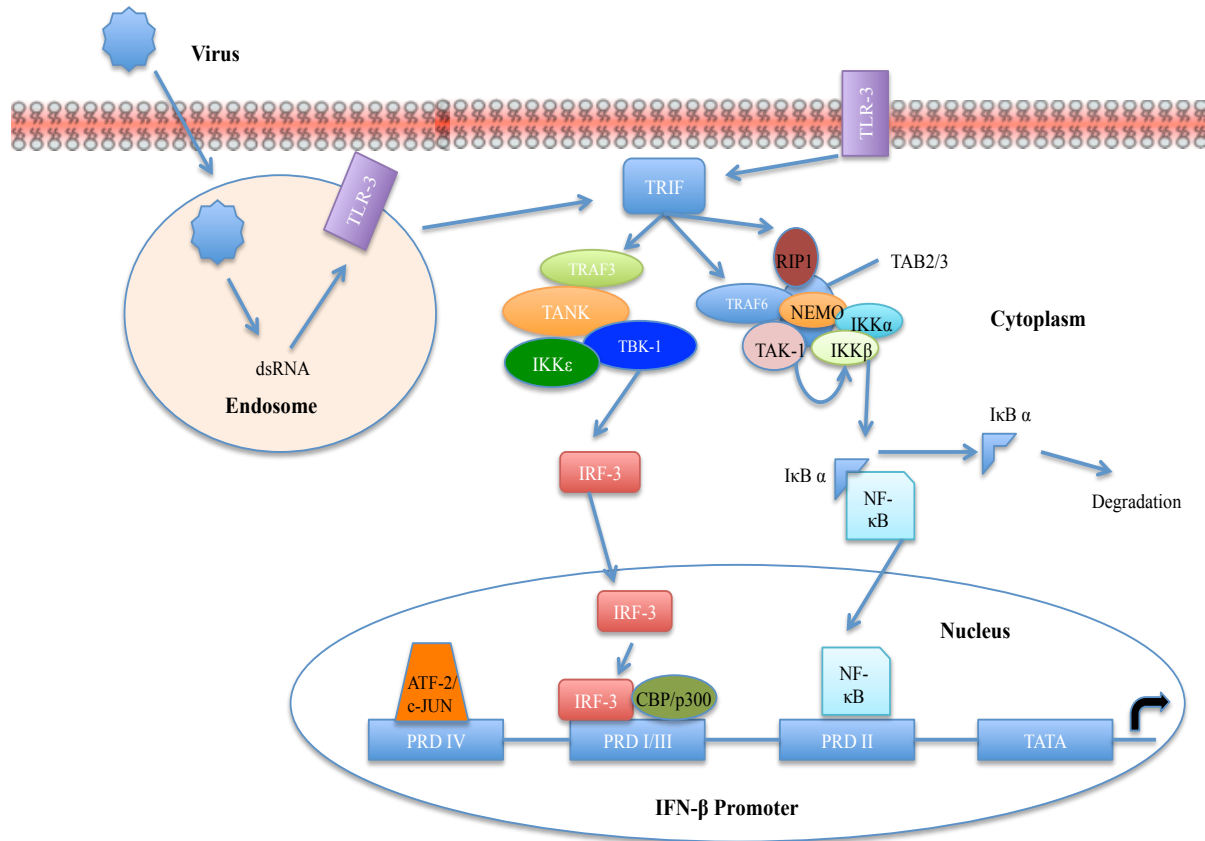 Virus
TLR-3
TLR-3
TRIF
dsRNA
Endosome
TRAF3
TANK
TBK-1
IKKε
RIP1
TAB2/3
TRAF6
NEMO
IKKα
TAK-1
IKKβ
Cytoplasm
IRF-3
IκB α
IκB α
NF-
κB
Degradation
Nucleus
IRF-3
ATF-2/
c-JUN
IRF-3
CBP/p300
NF-
κB
PRD IV
PRD I/III
PRD II
TATA
IFN-β Promoter